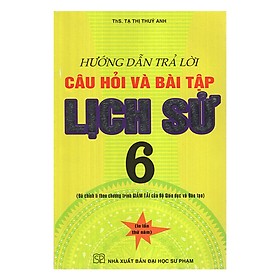 ThS. TẠ THỊ THUÝ ANH
HƯỚNG DẪN TRẢ LỜI
CÂU HỎI VÀ BÀI TẬP
LỊCH SỬ
6
(Đã chỉnh lí theo chương trình GIẢM TẢI của Bộ Giáo dục và Đào tạo)
(In lần
thứ năm)
NHÀ XUẤT BẢN ĐẠI HỌC SƯ PHẠM